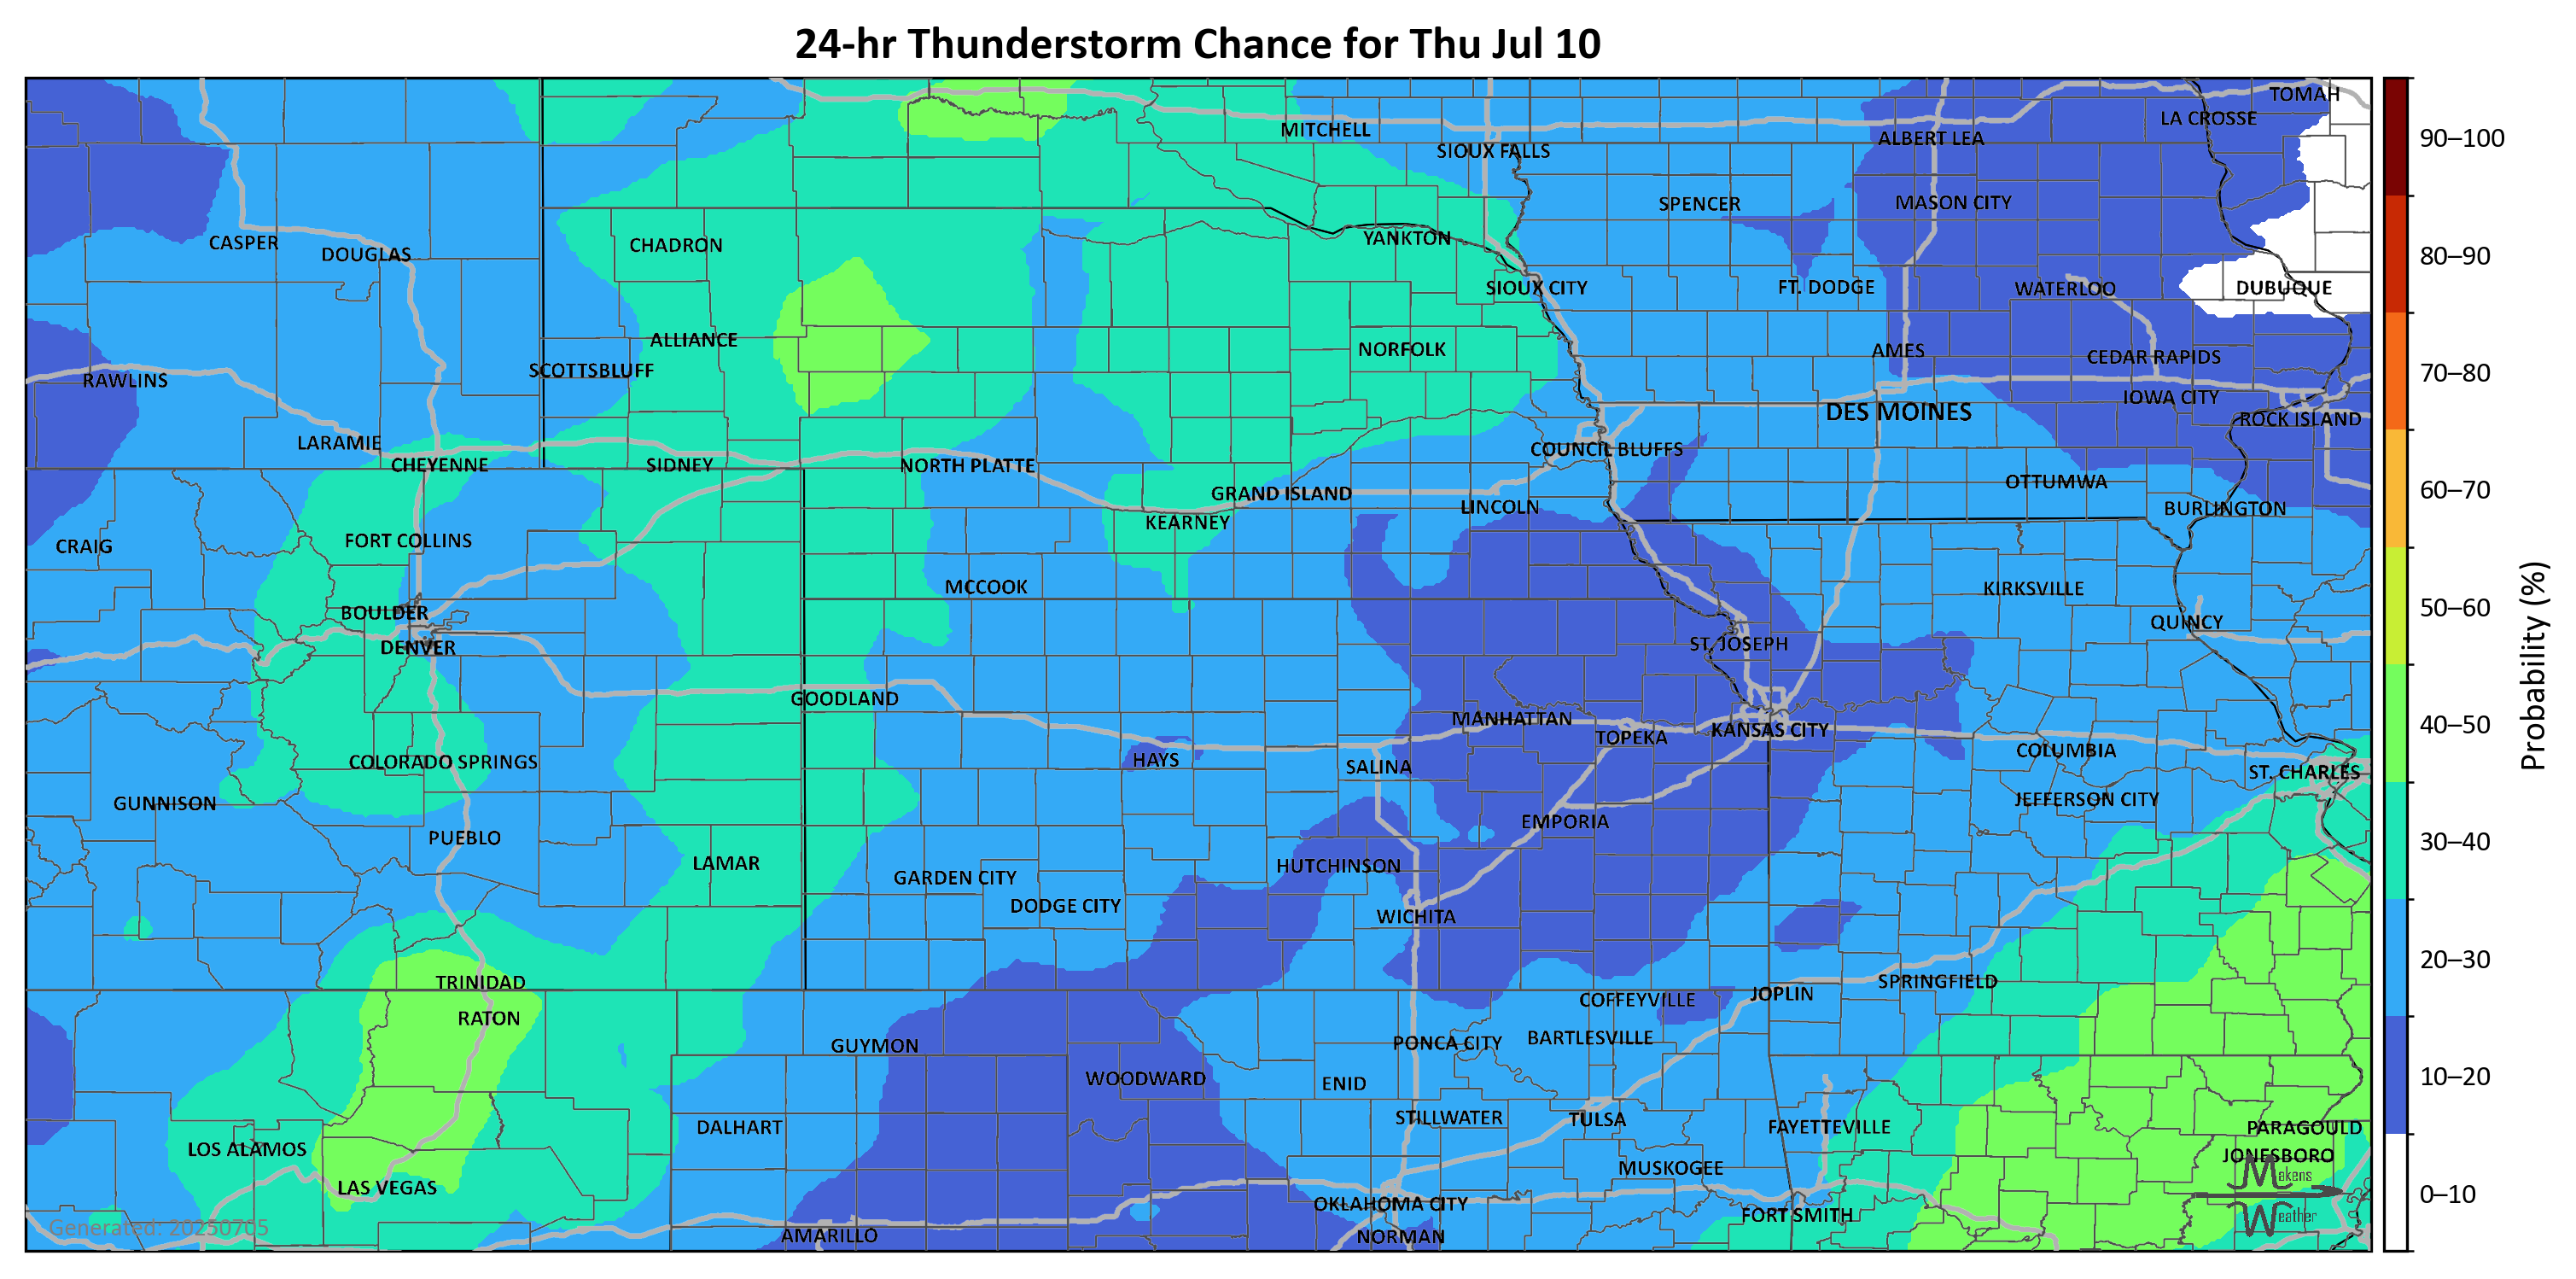 24-hr Thunderstorm Chance for Thu Jul 10
TOMAH
LA CROSSE
MITCHELL
ALBERT LEA
SIOUX FALLS
SPENCER
MASON CITY
CASPER
DOUGLAS
CHADRON
YANKTON
SIOUX CITY
FT. DODGE
WATERLOO
DUBUQUE
ALLIANCE
NORFOLK
AMES
CEDAR RAPIDS
RAWLINS
SCOTTSBLUFF
IOWA CITY
DES MOINES
ROCK ISLAND
LARAMIE
CHEYENNE
SIDNEY
NORTH PLATTE
COUNCIL BLUFFS
GRAND ISLAND
LINCOLN
OTTUMWA
BURLINGTON
KEARNEY
CRAIG
FORT COLLINS
MCCOOK
KIRKSVILLE
BOULDER
QUINCY
DENVER
ST. JOSEPH
GOODLAND
MANHATTAN
TOPEKA
KANSAS CITY
COLUMBIA
COLORADO SPRINGS
HAYS
SALINA
ST. CHARLES
GUNNISON
JEFFERSON CITY
PUEBLO
EMPORIA
LAMAR
HUTCHINSON
GARDEN CITY
DODGE CITY
WICHITA
TRINIDAD
SPRINGFIELD
RATON
COFFEYVILLE
JOPLIN
GUYMON
PONCA CITY
BARTLESVILLE
WOODWARD
ENID
DALHART
STILLWATER
TULSA
FAYETTEVILLE
PARAGOULD
LOS ALAMOS
JONESBORO
LAS VEGAS
MUSKOGEE
OKLAHOMA CITY
FORT SMITH
AMARILLO
NORMAN
Generated: 20250705
Makens
Weather
90–100
80–90
70–80
60–70
50–60
40–50
30–40
20–30
10–20
0–10
Probability (%)